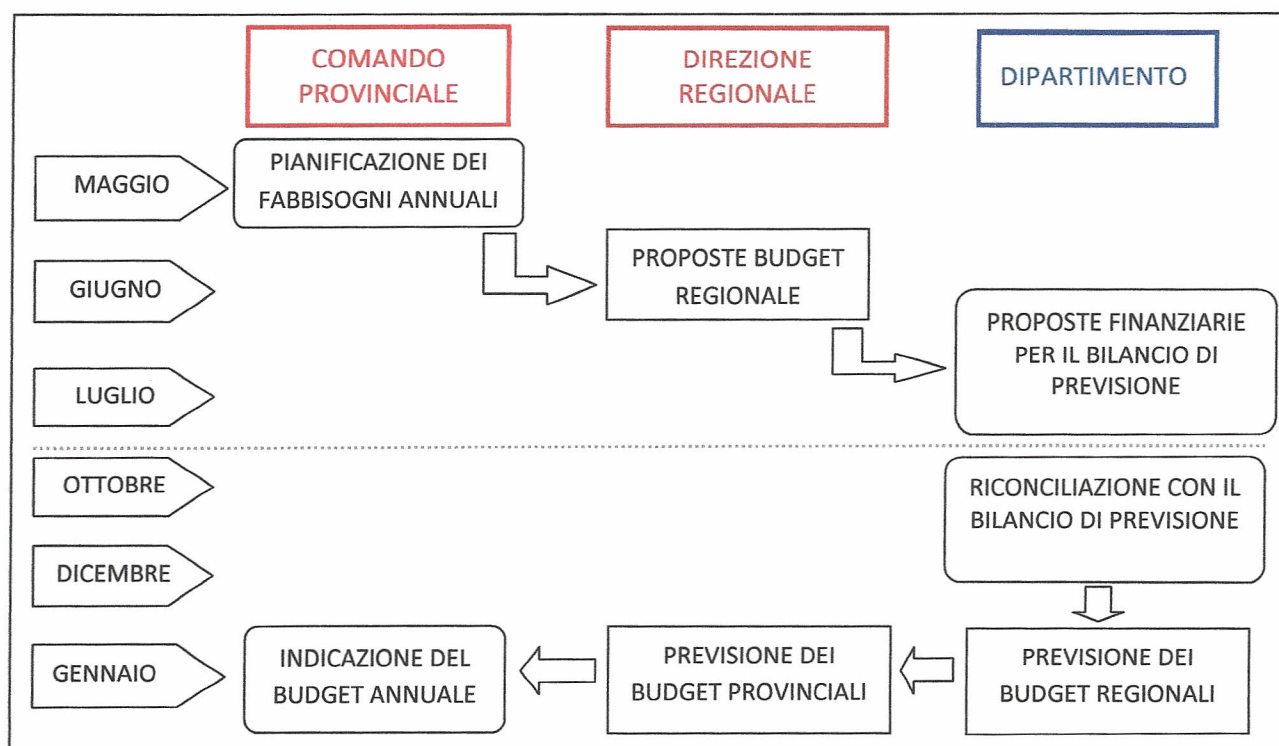 COMANDO
PROVINCIALE
DIREZIONE
REGIONALE
DIPARTIMENTO
MAGGIO
PIANIFICAZIONE DEI
FABBISOGNI ANNUALI
GIUGNO
PROPOSTE BUDGET
REGIONALE
PROPOSTE FINANZIARIE
PER IL BILANCIO DI
PREVISIONE
LUGLIO
OTTOBRE
RICONCILIAZIONE CON IL
BILANCIO DI PREVISIONE
DICEMBRE
GENNAIO
INDICAZIONE DEL
BUDGET ANNUALE
PREVISIONE DEI
BUDGET PROVINCIALI
PREVISIONE DEI
BUDGET REGIONALI